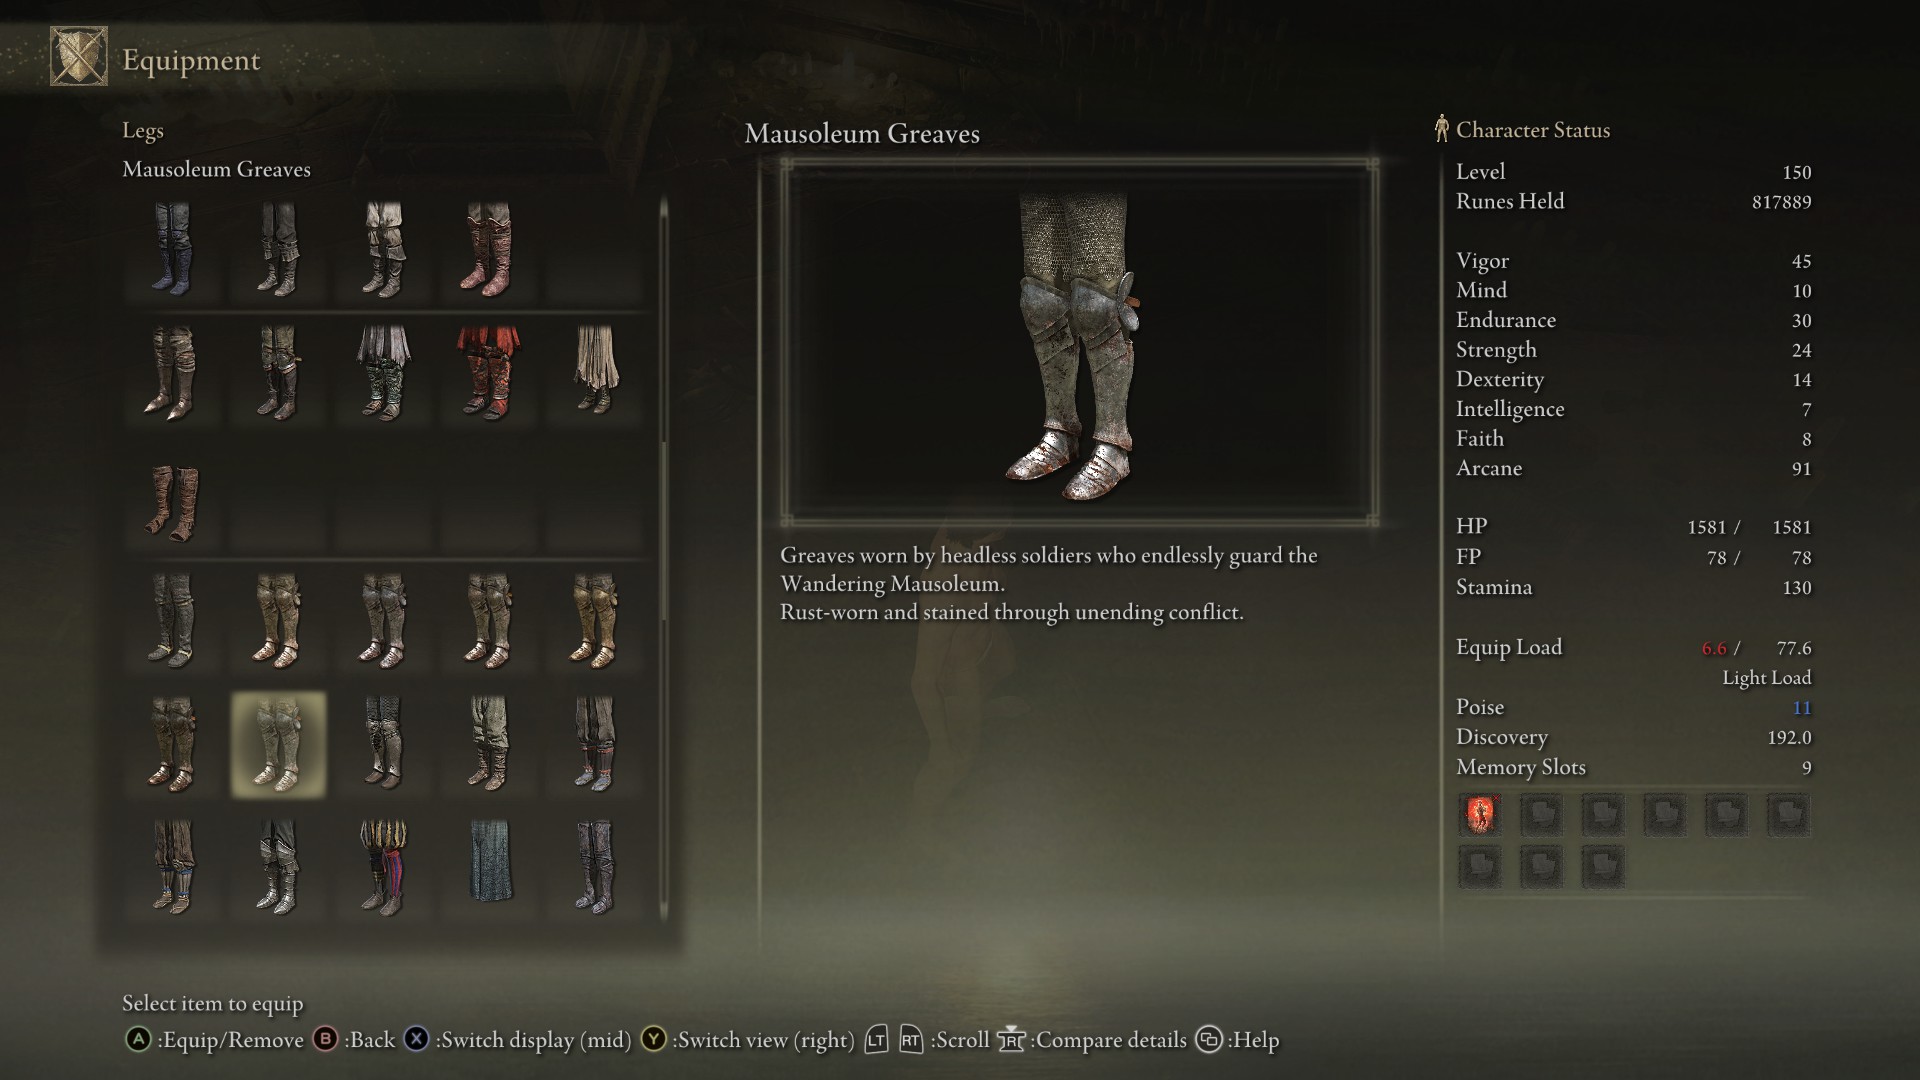 Equipment
Legs
Mausoleum Greaves
Mausoleum Greaves
Greaves worn by headless soldiers who endlessly guard the
Wandering Mausoleum.
Rust-worn and stained through unending conflict.
Character Status
Level 150
Runes Held 817889
Vigor 45
Mind 10
Endurance 30
Strength 24
Dexterity 14
Intelligence 7
Faith 8
Arcane 91
HP 1581 / 1581
FP 78 / 78
Stamina 130
Equip Load 6.6 / 77.6
Light Load
Poise 11
Discovery 192.0
Memory Slots 9
Select item to equip
A :Equip/Remove B :Back X :Switch display (mid) Y :Switch view (right) LT RT :Scroll R :Compare details :Help